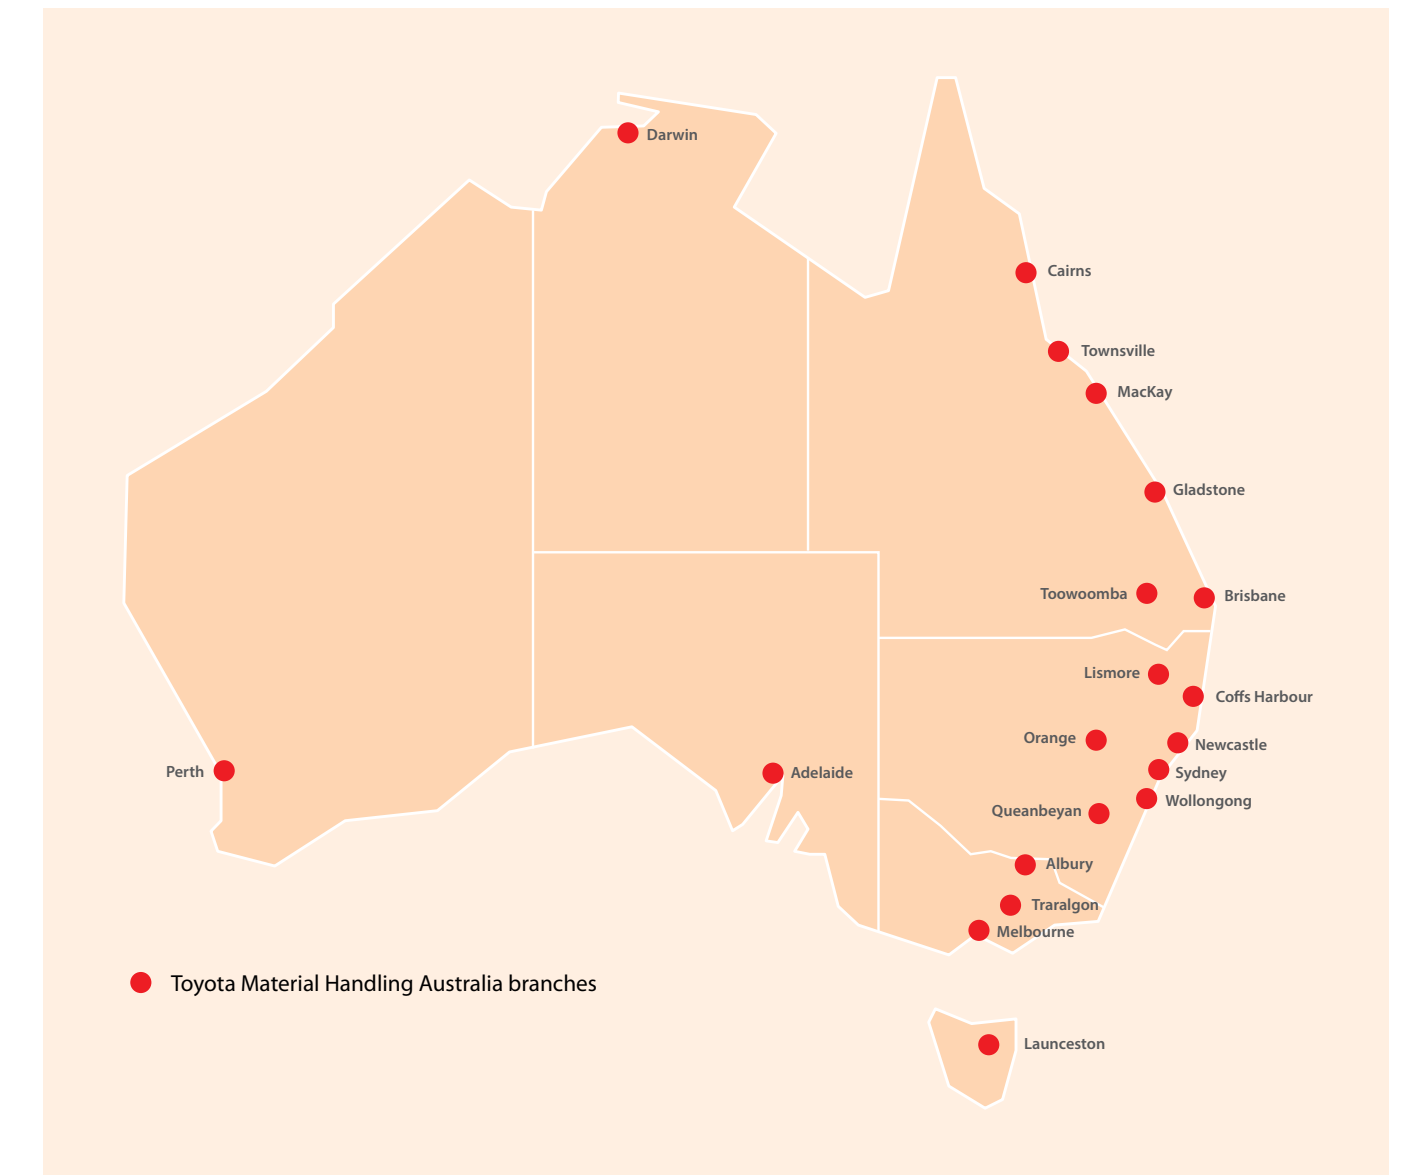 Darwin
Cairns
Townsville
MacKay
Gladstone
Toowoomba
Brisbane
Lismore
Coffs Harbour
Orange
Newcastle
Perth
Adelaide
Sydney
Wollongong
Queanbeyan
Albury
Traralgon
Melbourne
Toyota Material Handling Australia branches
Launceston